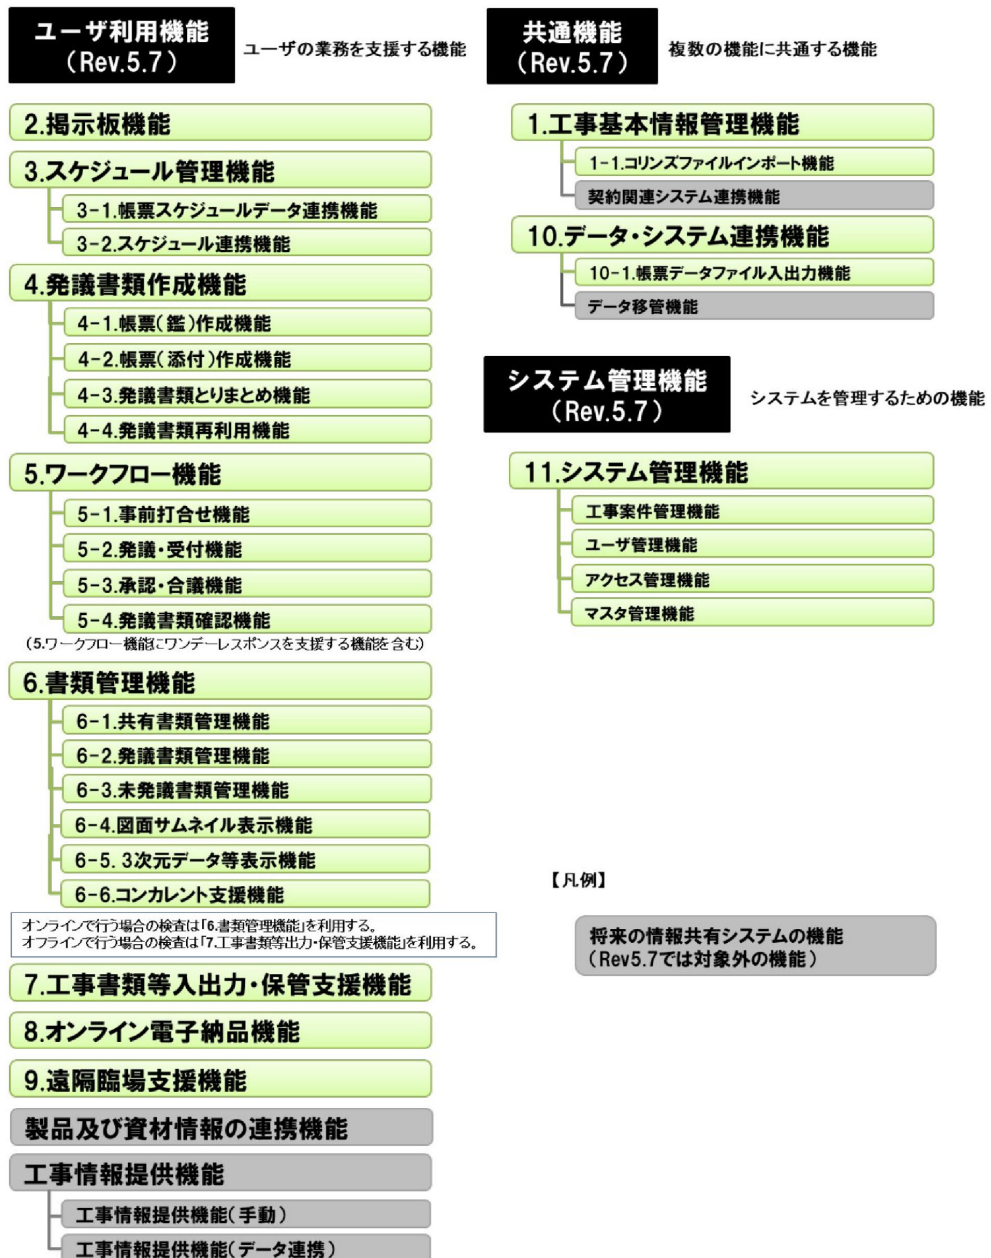 ユーザ利用機能
（Rev.5.7）
ユーザの業務を支援する機能
2.掲示板機能
3.スケジュール管理機能
3-1.帳票スケジュールデータ連携機能
3-2.スケジュール連携機能
4.発議書類作成機能
4-1.帳票（鑑）作成機能
4-2.帳票（添付）作成機能
4-3.発議書類とりまとめ機能
4-4.発議書類再利用機能
5.ワークフロー機能
5-1.事前打合せ機能
5-2.発議・受付機能
5-3.承認・合議機能
5-4.発議書類確認機能
（5.ワークフロー機能にワンデーレスポンスを支援する機能を含む）
6.書類管理機能
6-1.共有書類管理機能
6-2.発議書類管理機能
6-3.未発議書類管理機能
6-4.図面サムネイル表示機能
6-5.3次元データ等表示機能
6-6.コンカレント支援機能
オンラインで行う場合の検査は「6.書類管理機能」を利用する。
オフラインで行う場合の検査は「7.工事書類等出力・保管支援機能」を利用する。
7.工事書類等入出力・保管支援機能
8.オンライン電子納品機能
9.遠隔臨場支援機能
製品及び資材情報の連携機能
工事情報提供機能
工事情報提供機能（手動）
工事情報提供機能（データ連携）
共通機能
（Rev.5.7）
複数の機能に共通する機能
1.工事基本情報管理機能
1-1.コリンズファイルインポート機能
契約関連システム連携機能
10.データ・システム連携機能
10-1.帳票データファイル入出力機能
データ移管機能
システム管理機能
（Rev.5.7）
システムを管理するための機能
11.システム管理機能
工事案件管理機能
ユーザ管理機能
アクセス管理機能
マスタ管理機能
【凡例】
将来の情報共有システムの機能
（Rev5.7では対象外の機能）